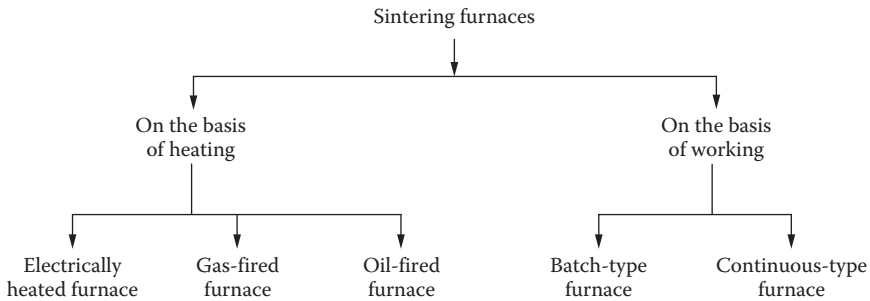 Sintering furnaces
On the basis
of heating
On the basis
of working
Electrically
heated furnace
Gas-fired
furnace
Oil-fired
furnace
Batch-type
furnace
Continuous-type
furnace